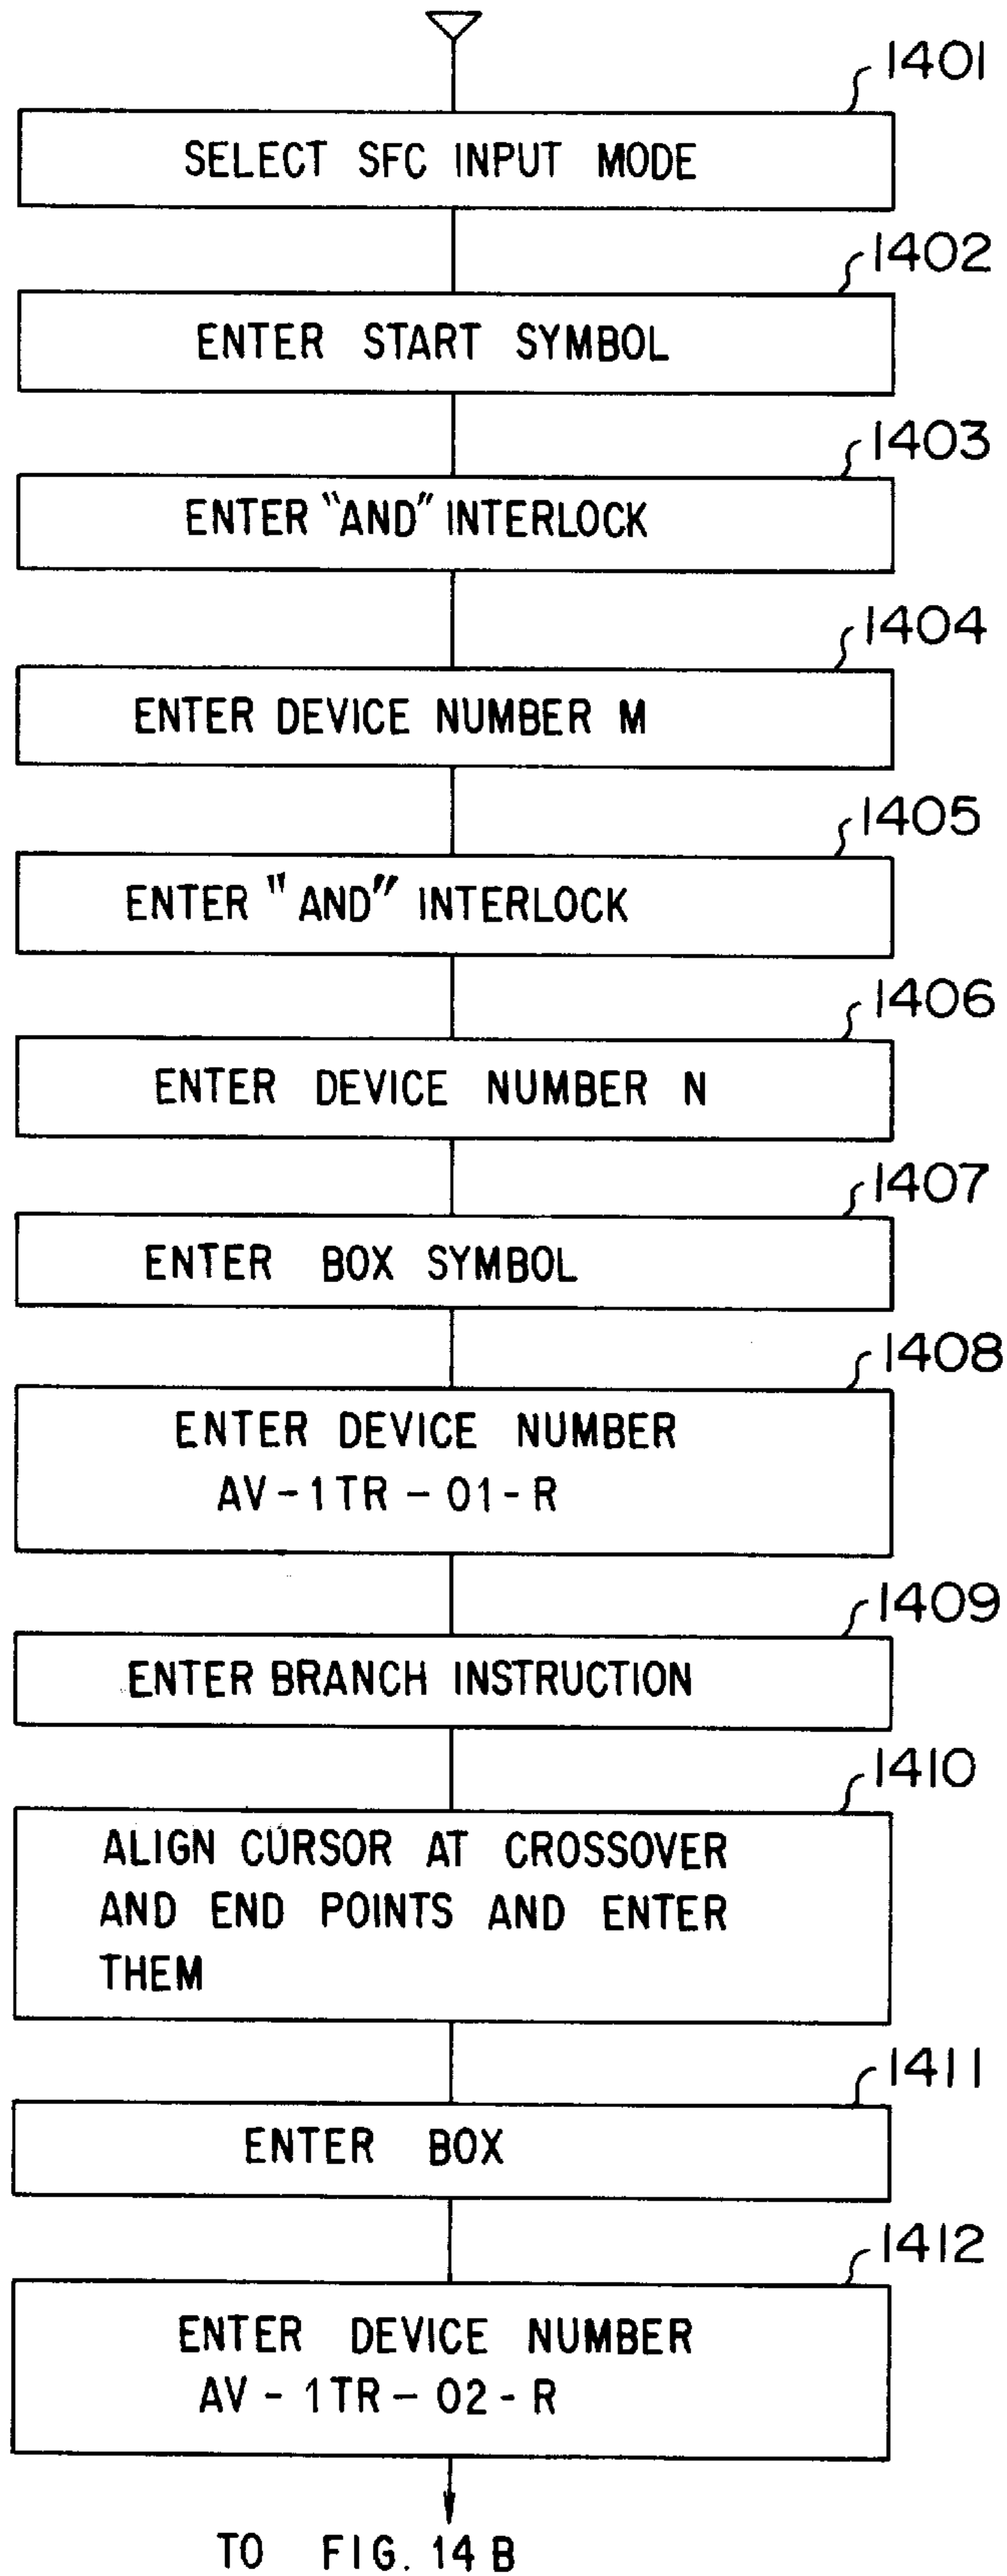 1401
SELECT SFC INPUT MODE
1402
ENTER START SYMBOL
1403
ENTER "AND" INTERLOCK
1404
ENTER DEVICE NUMBER M
1405
ENTER "AND" INTERLOCK
1406
ENTER DEVICE NUMBER N
1407
ENTER BOX SYMBOL
1408
ENTER DEVICE NUMBER
AV-1TR-01-R
1409
ENTER BRANCH INSTRUCTION
1410
ALIGN CURSOR AT CROSSOVER
AND END POINTS AND ENTER
THEM
1411
ENTER BOX
1412
ENTER DEVICE NUMBER
AV-1TR-02-R
TO FIG. 14B